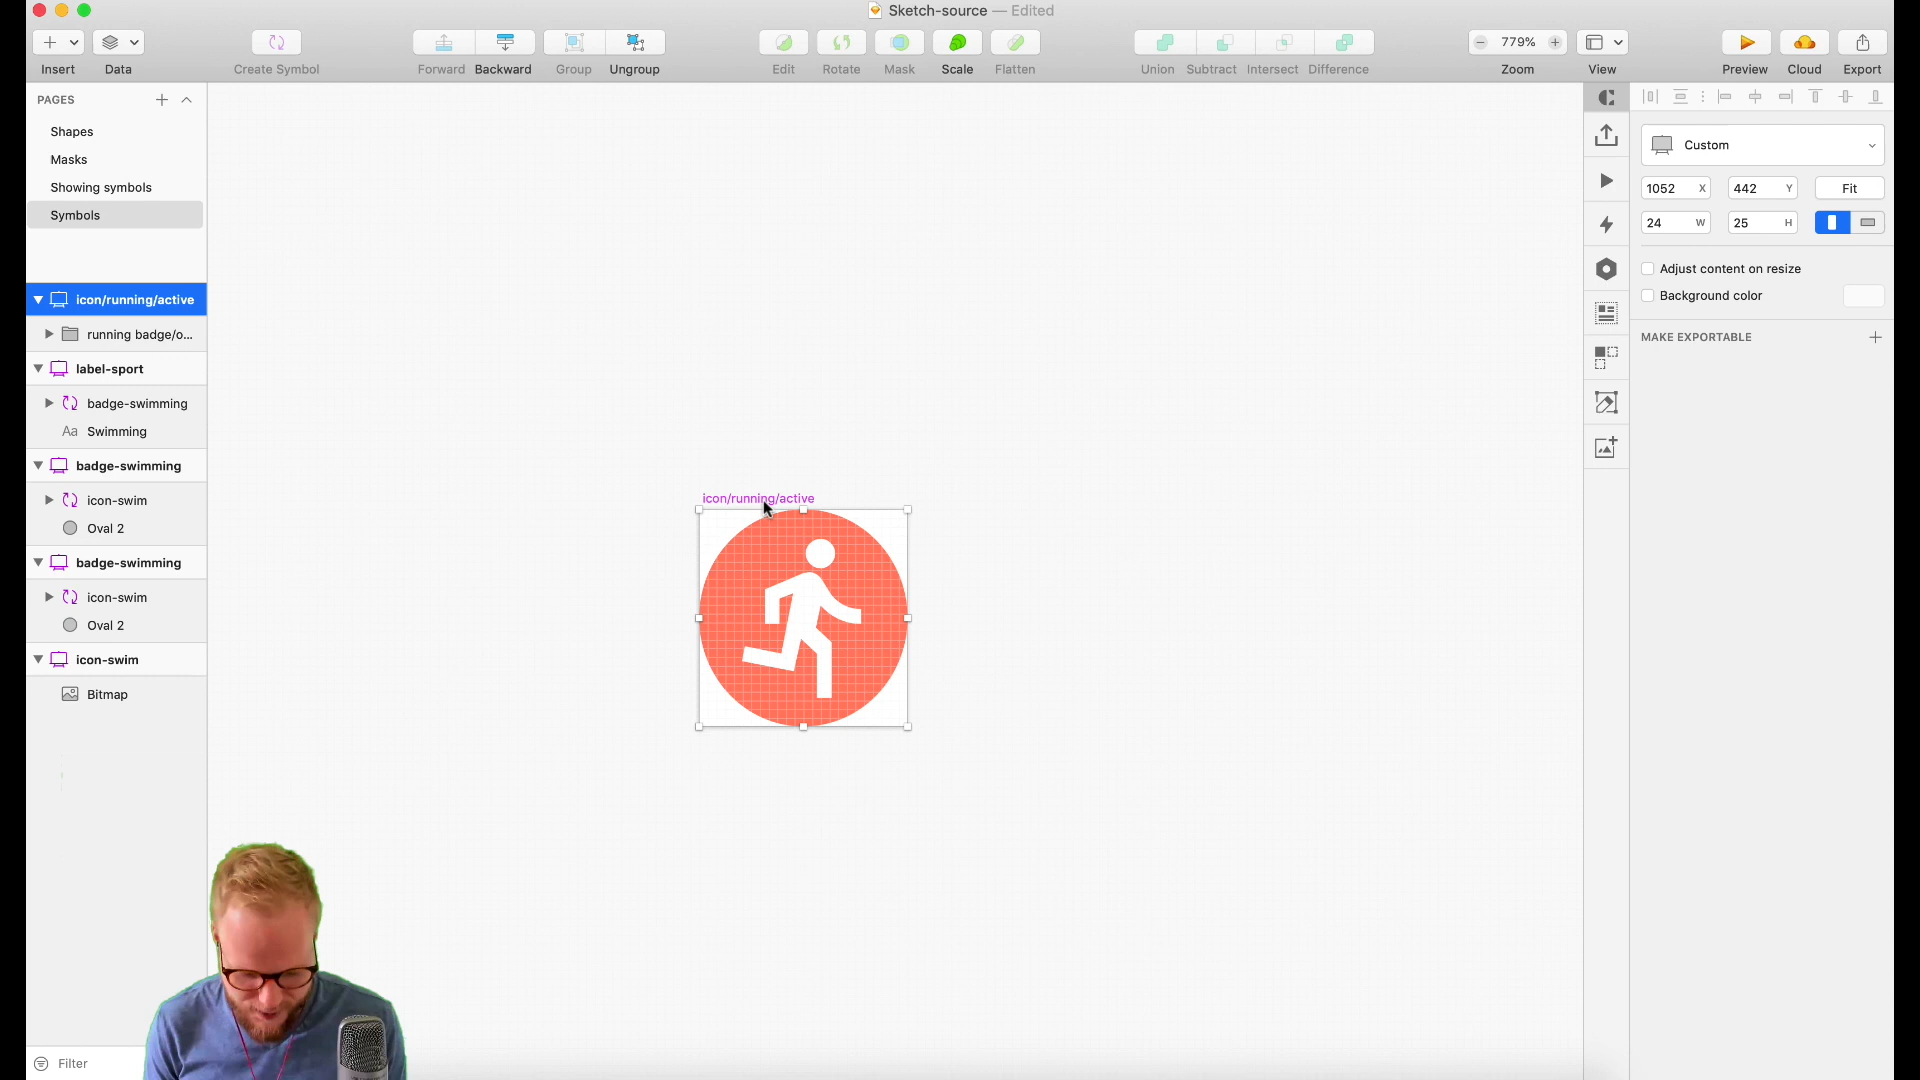 Sketch-source — Edited
Insert
Data
Create Symbol
Forward
Backward
Group
Ungroup
Edit
Rotate
Mask
Scale
Flatten
Union
Subtract
Intersect
Difference
779%
Zoom
View
Preview
Cloud
Export
PAGES
Shapes
Masks
Showing symbols
Symbols
icon/running/active
running badge/o...
label-sport
badge-swimming
Aa Swimming
badge-swimming
icon-swim
Oval 2
badge-swimming
icon-swim
Oval 2
icon-swim
Bitmap
Filter
icon/running/active
Custom
1052 X
442 Y
Fit
24 W
25 H
Adjust content on resize
Background color
MAKE EXPORTABLE